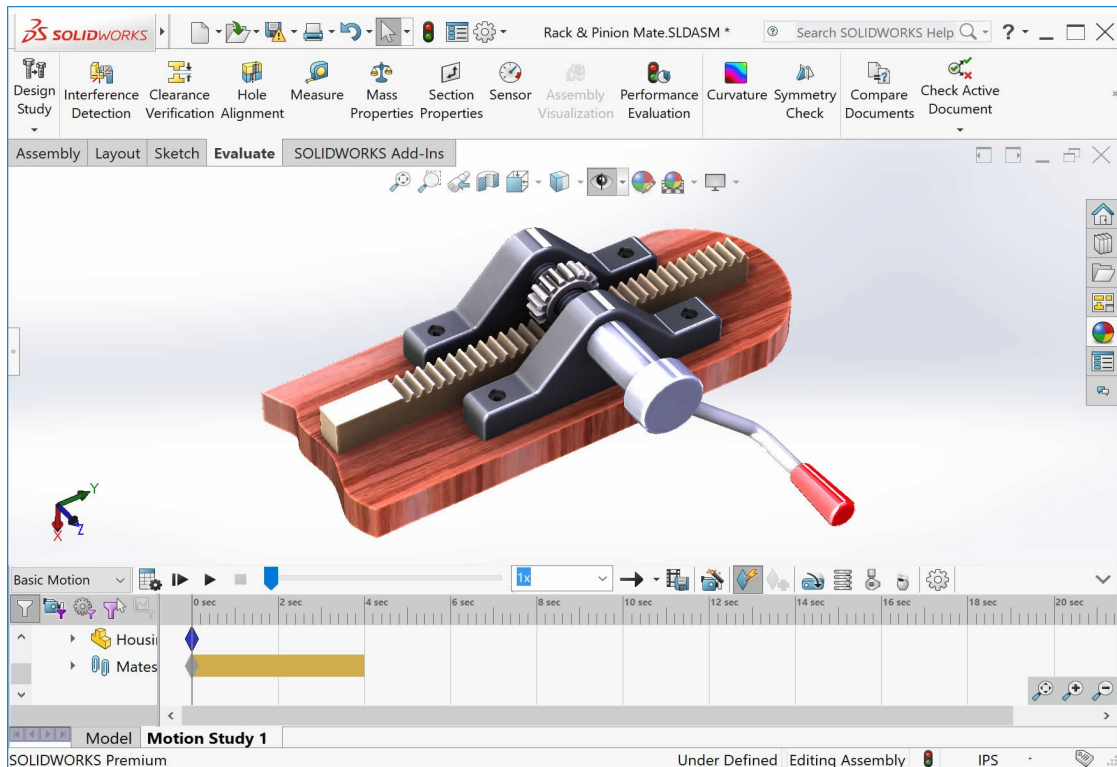 SOLIDWORKS
Rack & Pinion Mate.SLDASM *
Search SOLIDWORKS Help
?
Design Study
Interference Detection
Clearance Verification
Hole Alignment
Measure
Mass Properties
Section Properties
Sensor
Assembly Visualization
Performance Evaluation
Curvature
Symmetry Check
Compare Documents
Check Active Document
Assembly Layout Sketch Evaluate SOLIDWORKS Add-Ins
Y
Z
X
Basic Motion
1x
0 sec 2 sec 4 sec 6 sec 8 sec 10 sec 12 sec 14 sec 16 sec 18 sec 20 sec
Housi
Mates
Model Motion Study 1
SOLIDWORKS Premium Under Defined Editing Assembly IPS -